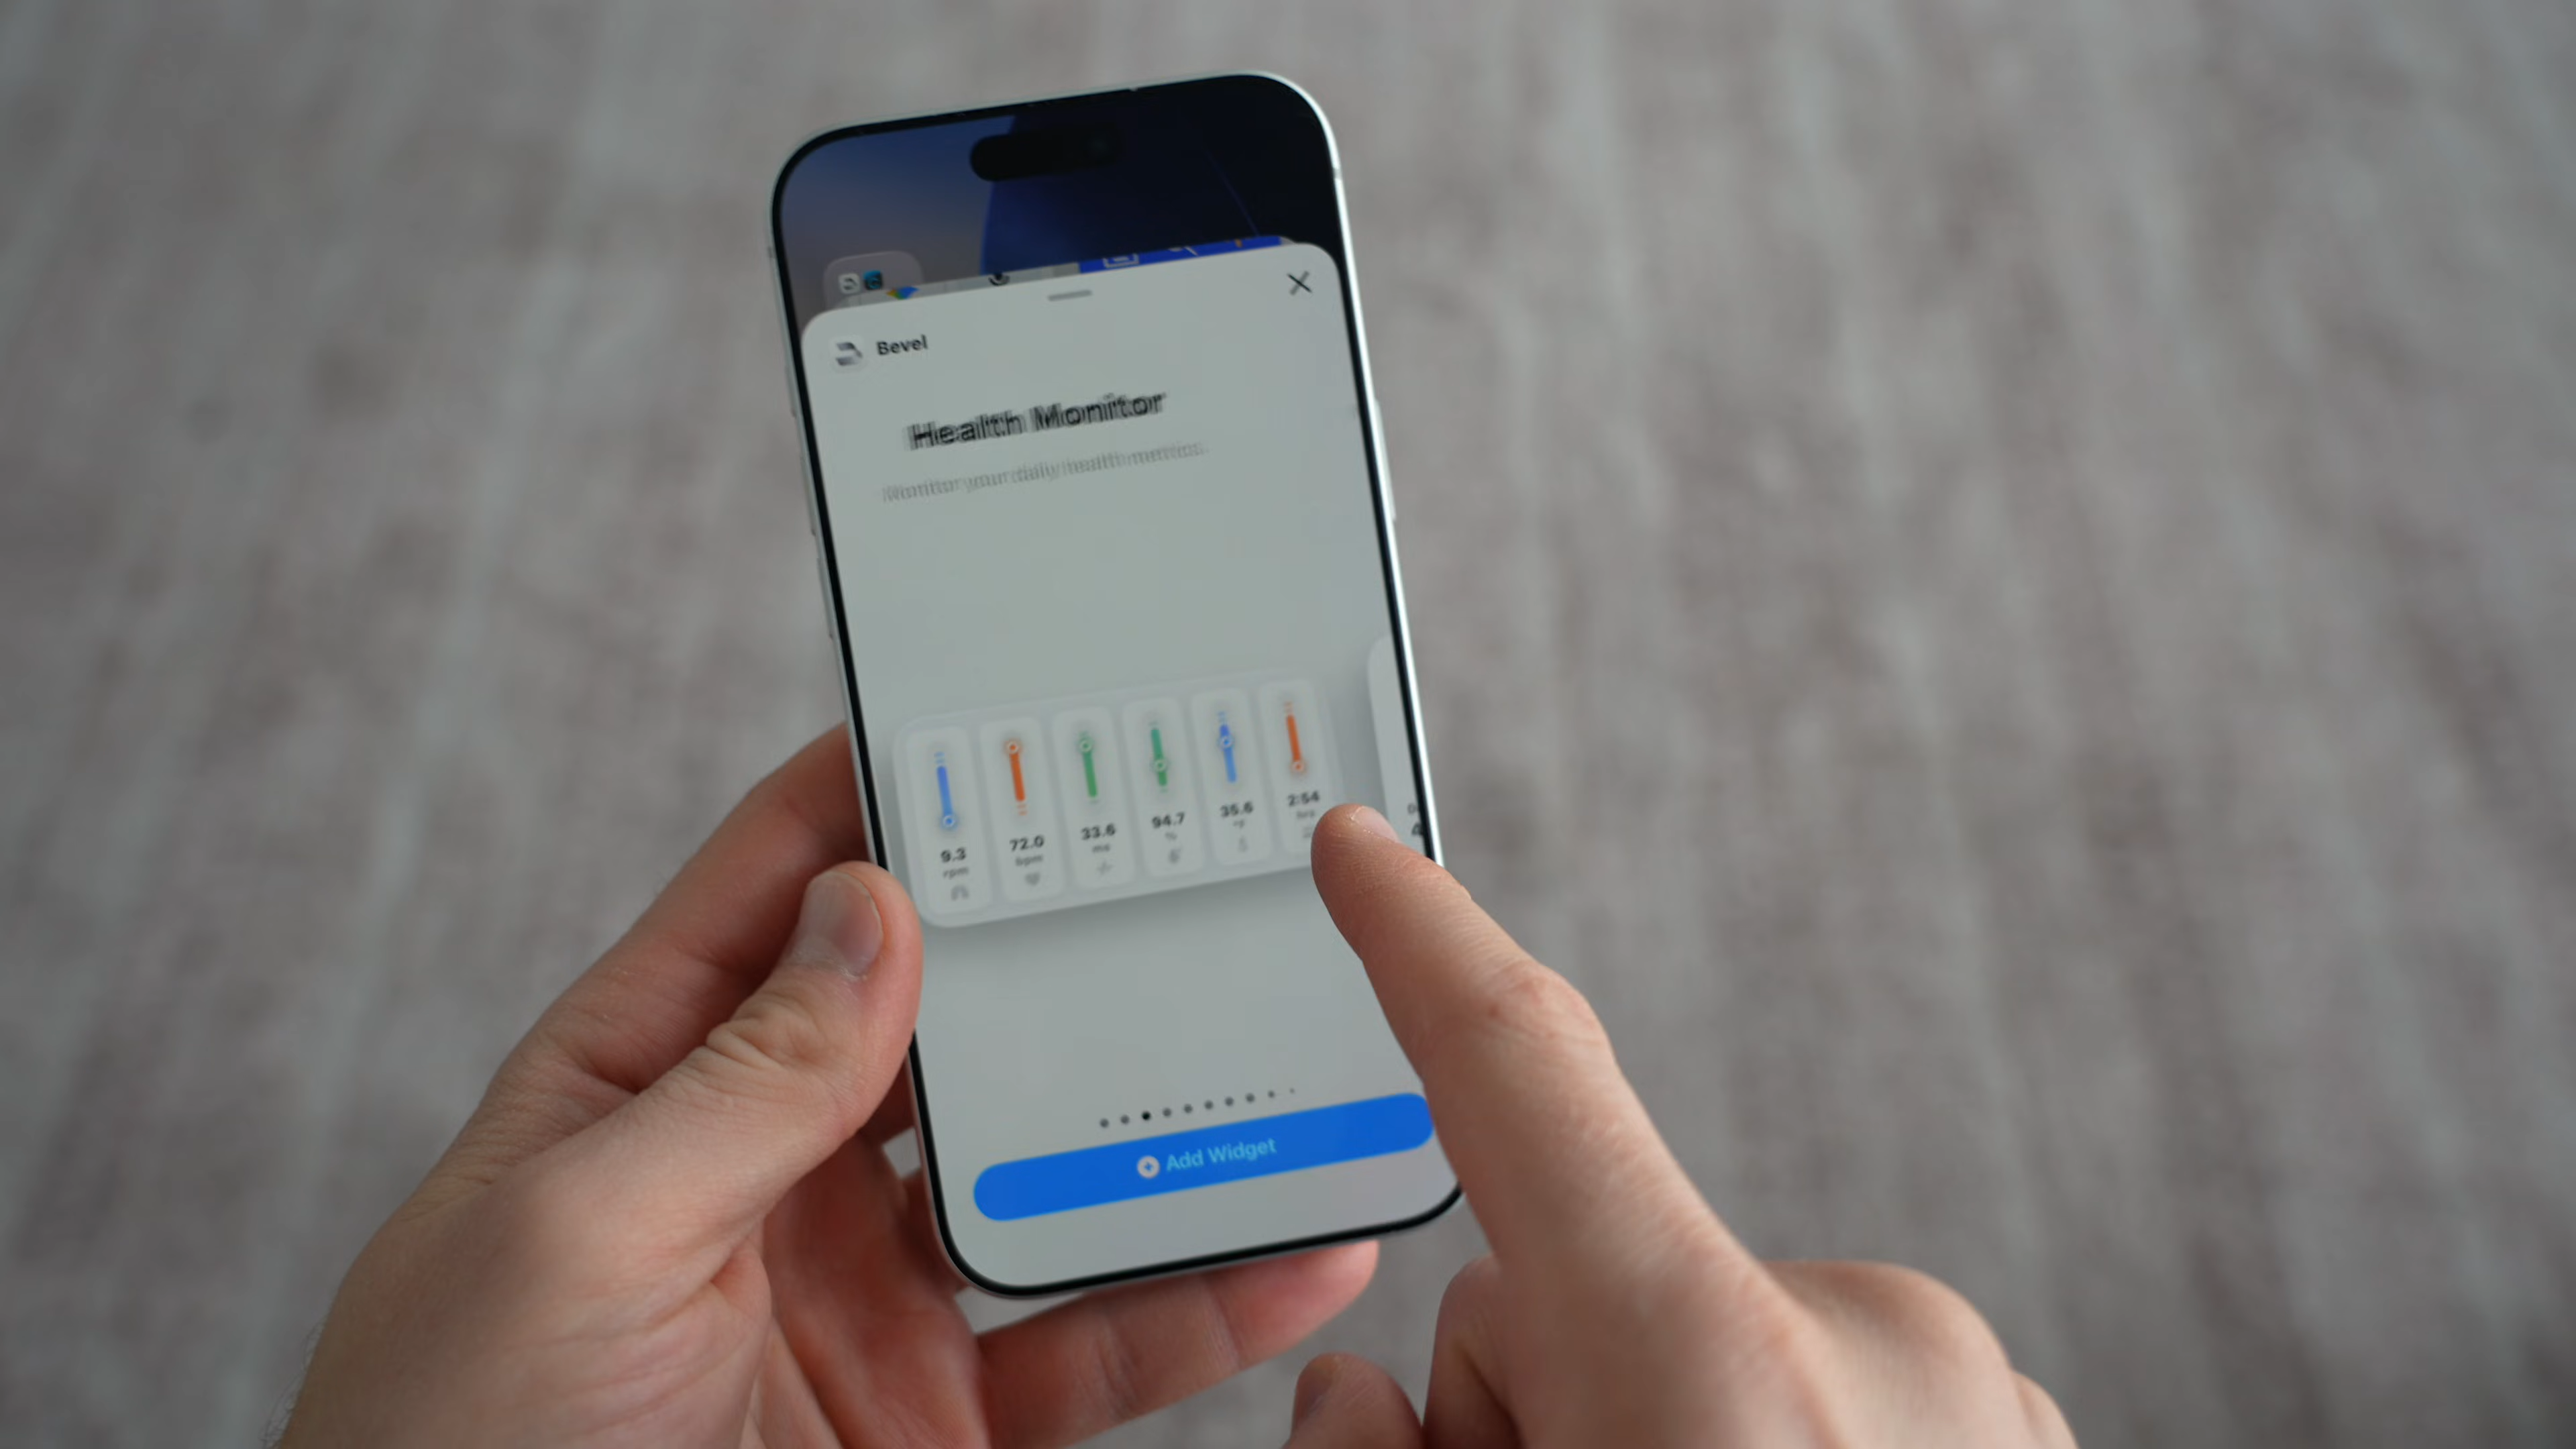 Bevel
Health Monitor
Monitor your daily health metrics.
9.3 72.0 33.6 94.7 35.6 2:54
rpm bpm ms % hrs
Add Widget